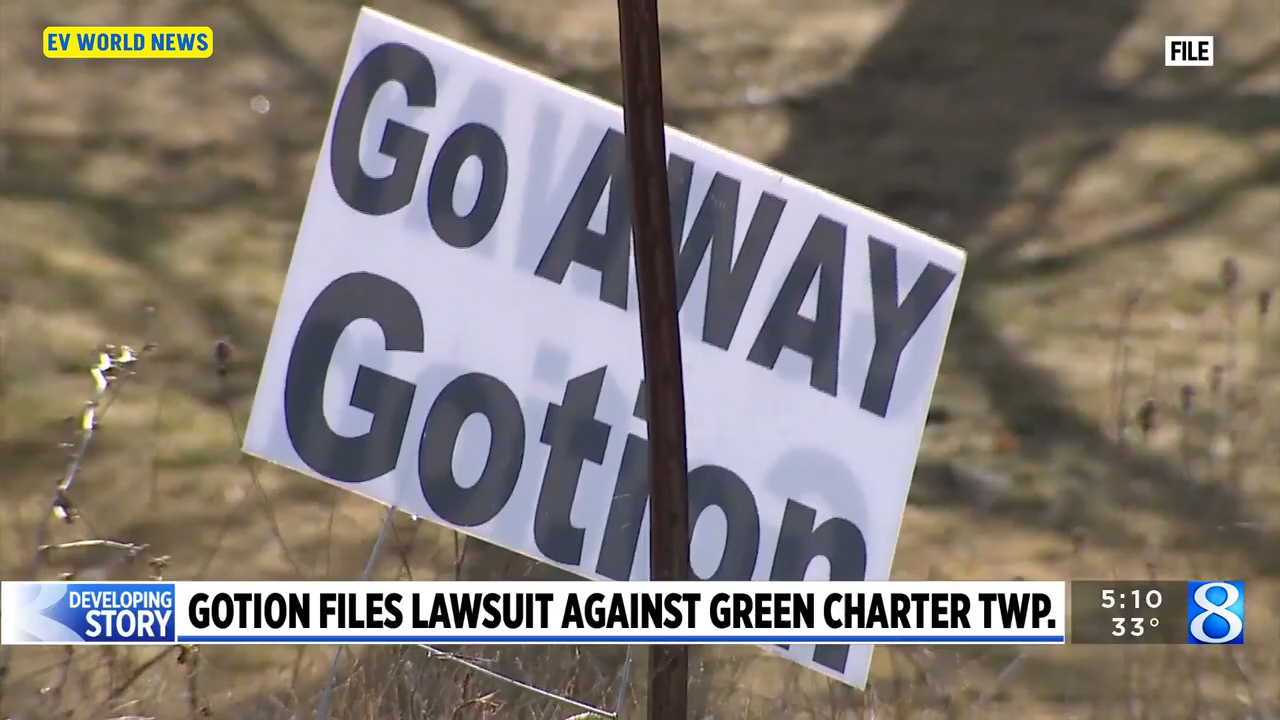 EV WORLD NEWS
FILE
Go AWAY
Gotion
DEVELOPING
STORY
GOTION FILES LAWSUIT AGAINST GREEN CHARTER TWP.
5:10
33°
8